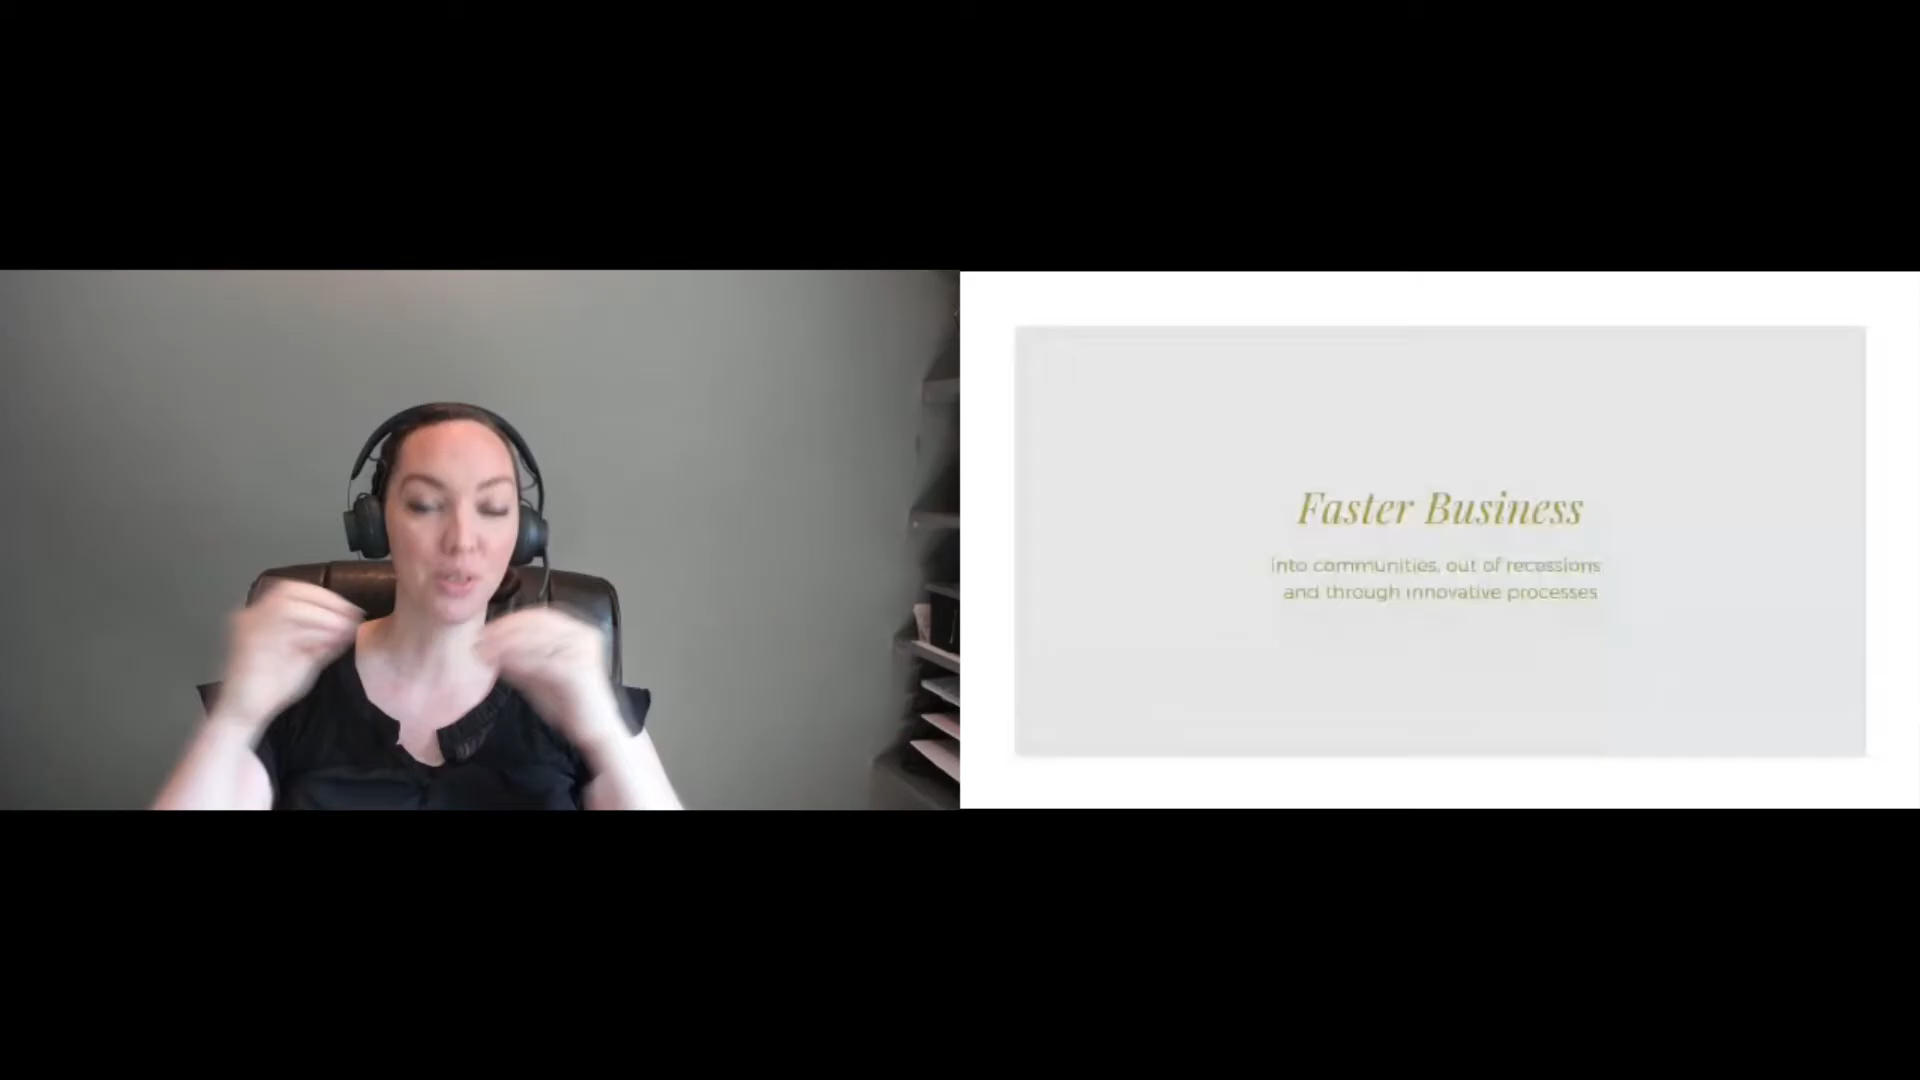 Faster Business
into communities, out of recessions
and through innovative processes